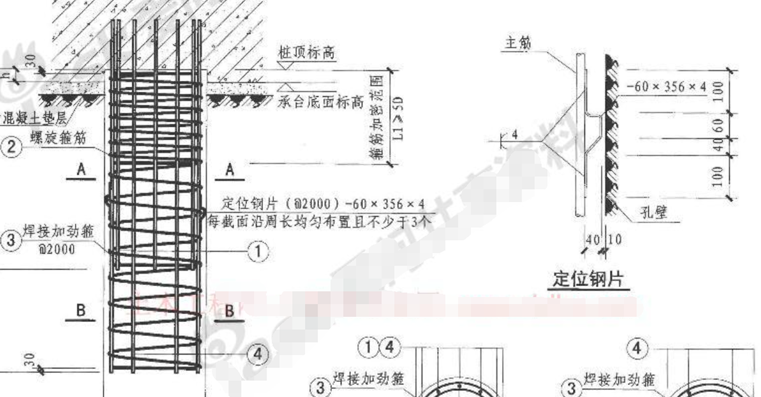 30
h
桩顶标高
承台底面标高
混凝土垫层
② 螺旋箍筋
箍筋加密范围
L1≥5D
A A
定位钢片(@2000)-60×356×4
每截面沿周长均匀布置且不少于3个
③ 焊接加劲箍
@2000
①
B B
④
30
主筋
-60×356×4
100
60
40
100
4
孔壁
40 10
定位钢片
①④
③ 焊接加劲箍
④
③ 焊接加劲箍